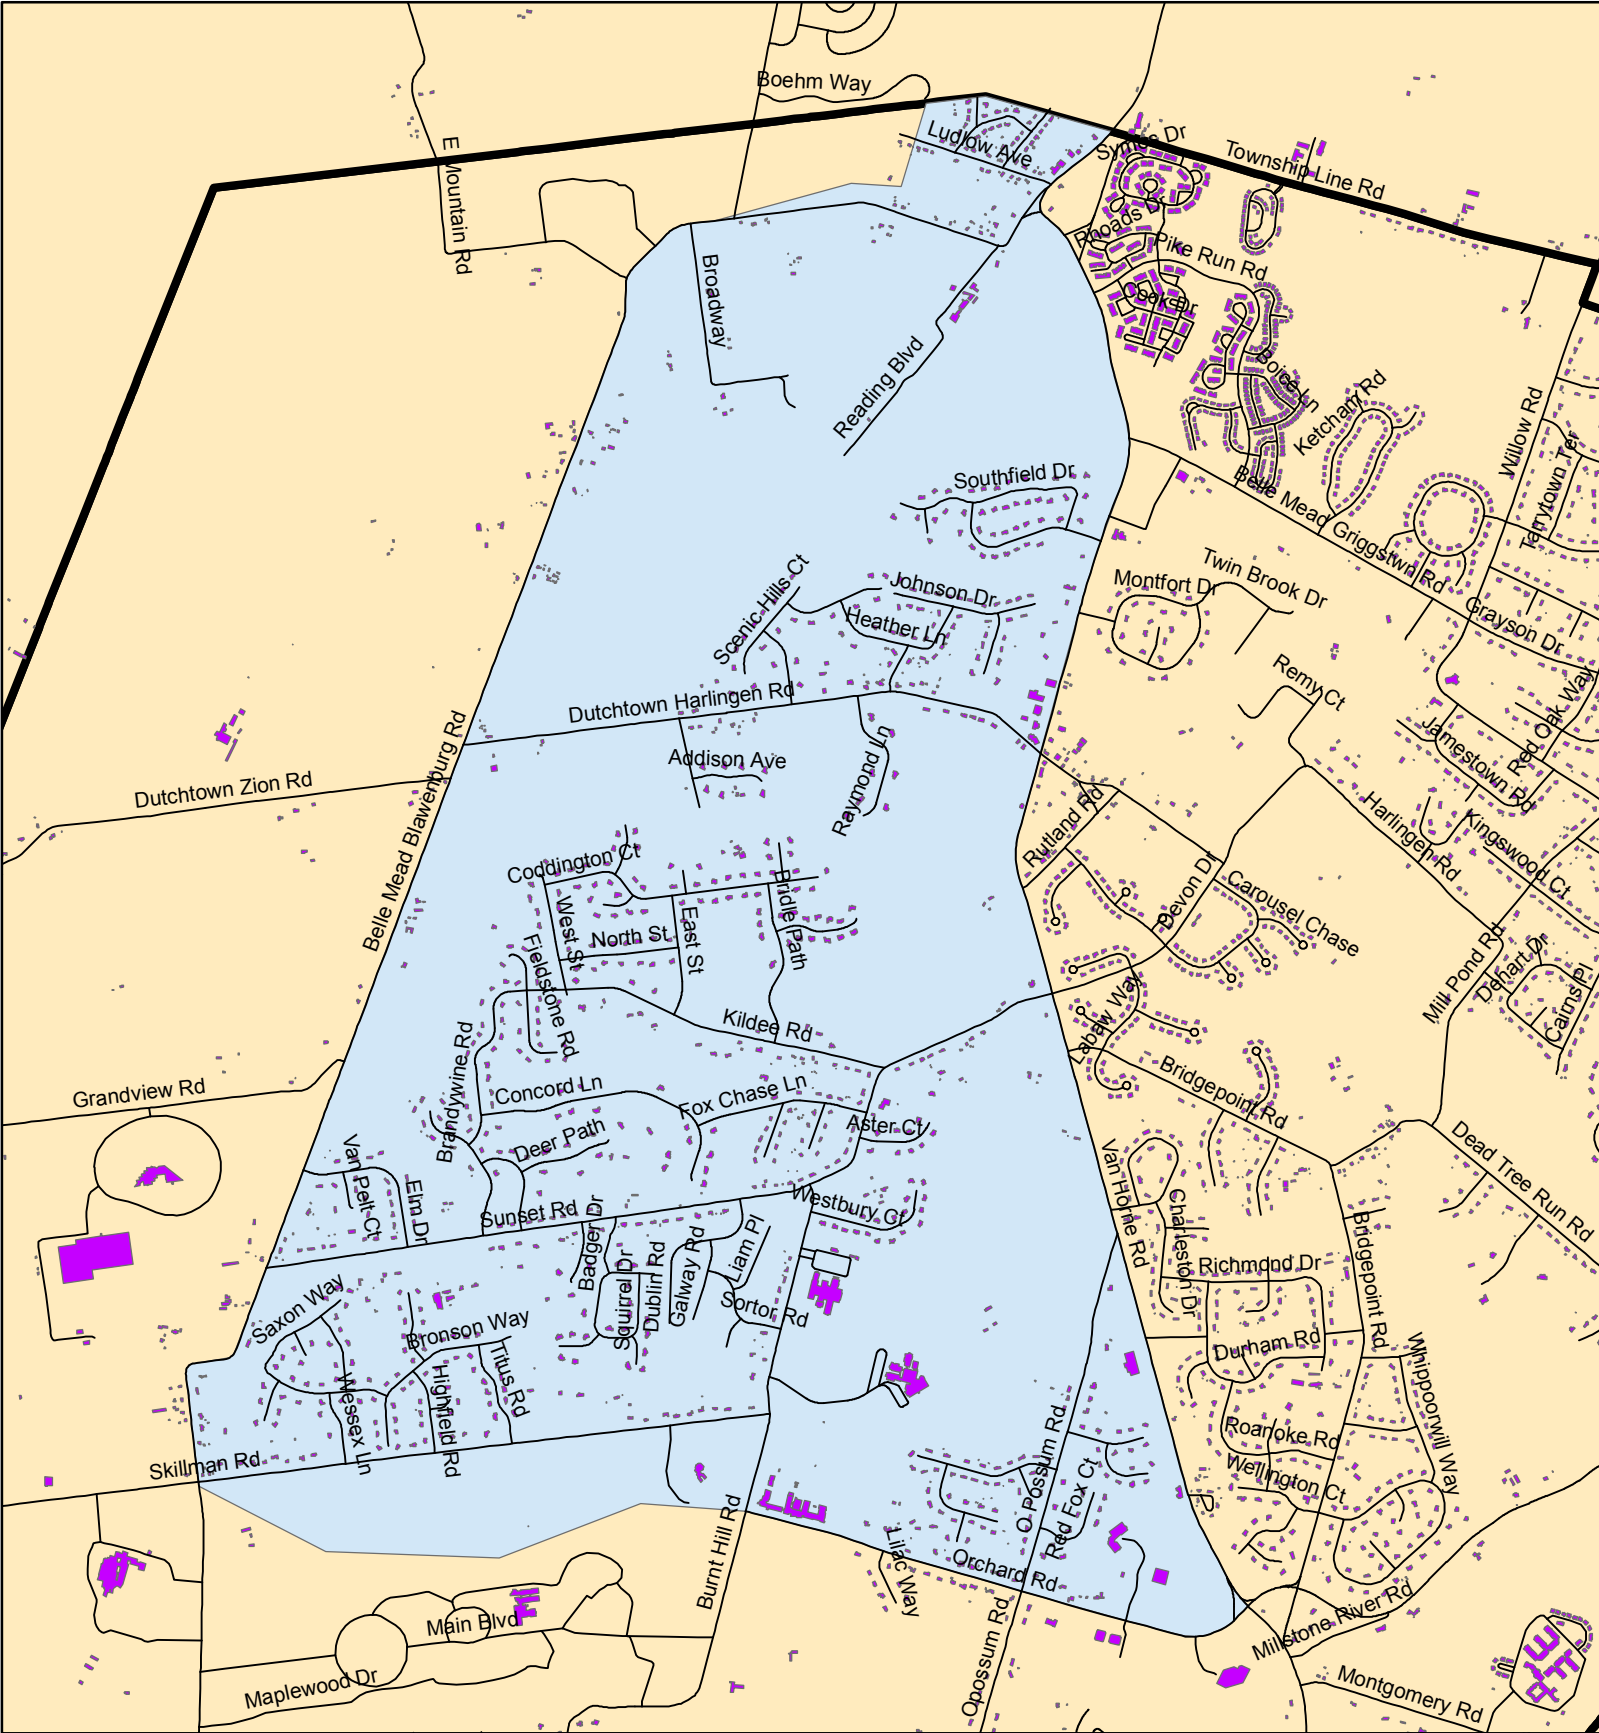 Boehm Way
Ludlow Ave
Symes Dr
Township Line Rd
E Mountain Rd
Rhoads Dr
Pike Run Rd
Broadway
Cook Dr
Reading Blvd
Boice Ln
Ketcham Rd
Willow Rd
Tarrytown Ter
Southfield Dr
Belle Mead Griggstwn Rd
Scenic Hills Ct
Johnson Dr
Heather Ln
Montfort Dr
Twin Brook Dr
Grayson Dr
Remy Ct
Red Oak Way
Dutchtown Harlingen Rd
Addison Ave
Raymond Ln
Jamestown Rd
Dutchtown Zion Rd
Belle Mead Blawenburg Rd
Rutland Rd
Harlingen Rd
Kingswood Ct
Coddington Ct
West St
North St
East St
Bridle Path
Devon Dr
Carousel Chase
Fieldstone Rd
Mill Pond Rd
Dehart Dr
Cairns Pl
Labaw Way
Kildee Rd
Brandywine Rd
Concord Ln
Fox Chase Ln
Grandview Rd
Bridgepoint Rd
Aster Ct
Deer Path
Van Pelt Ct
Elm Dr
Van Horne Rd
Dead Tree Run Rd
Sunset Rd
Badger Dr
Westbury Ct
Charleston Dr
Bridgepoint Rd
Squirrel Dr
Dublin Rd
Galway Rd
Liam Pl
Richmond Dr
Saxon Way
Sortor Rd
Bronson Way
Durham Rd
Whippoorwill Way
Wessex Ln
Highfield Rd
Titus Rd
Roanoke Rd
Skillman Rd
O Possum Rd
Red Fox Ct
Wellington Ct
Burnt Hill Rd
Lilac Way
Orchard Rd
Main Blvd
Millstone River Rd
Opossum Rd
Maplewood Dr
Montgomery Rd